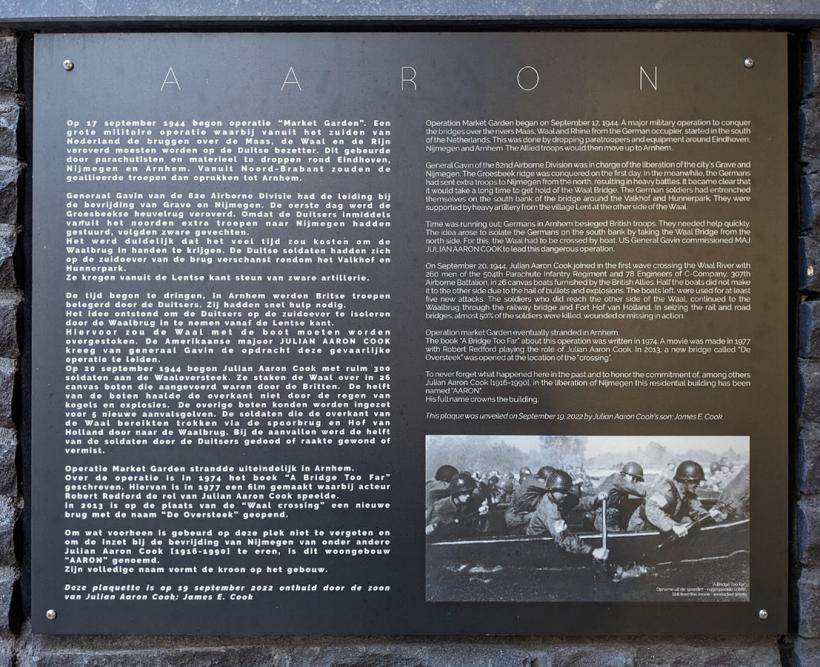 A A R O N
Op 17 september 1944 begon operatie “Market Garden”. Een
grote militaire operatie waarbij vanuit het zuiden van
Nederland de bruggen over de Maas, de Waal en de Rijn
veroverd moesten worden op de Duitse bezetter. Dit gebeurde
door parachutisten en materieel te droppen rond Eindhoven,
Nijmegen en Arnhem. Vanuit Noord-Brabant zouden de
geallieerde troepen dan oprukken tot Arnhem.
Generaal Gavin van de 82e Airborne Divisie had de leiding bij
de bevrijding van Grave en Nijmegen. De eerste dag werd de
Groesbeekse heuvelrug veroverd. Omdat de Duitsers inmiddels
vanuit het noorden extra troepen naar Nijmegen hadden
gestuurd, volgden zware gevechten.
Het werd duidelijk dat het veel tijd zou kosten om de
Waalbrug in handen te krijgen. De Duitse soldaten hadden zich
op de zuidoever van de brug verschanst rondom het Valkhof en
Hunnerpark.
Ze kregen vanuit de Lentse kant steun van zware artillerie.
De tijd begon te dringen, in Arnhem werden Britse troepen
belegerd door de Duitsers. Zij hadden snel hulp nodig.
Het idee ontstond om de Duitsers op de zuidoever te isoleren
door de Waalbrug in te nemen vanaf de Lentse kant.
Hiervoor zou de Waal met de boot moeten worden
overgestoken. De Amerikaanse majoor JULIAN AARON COOK
kreeg van generaal Gavin de opdracht deze gevaarlijke
operatie te leiden.
Op 20 september 1944 begon Julian Aaron Cook met ruim 300
soldaten aan de Waaloversteek. Ze staken de Waal over in 26
canvas boten die aangevoerd waren door de Britten. De helft
van de boten haalde de overkant niet door de regen van
kogels en explosies. De overige boten konden worden ingezet
voor 5 nieuwe aanvalsgolven. De soldaten die de overkant van
de Waal bereikten trokken via de spoorbrug en Hof van
Holland door naar de Waalbrug. Bij de aanvallen werd de helft
van de soldaten door de Duitsers gedood of raakte gewond of
vermist.
Operatie Market Garden strandde uiteindelijk in Arnhem.
Over de operatie is in 1974 het boek “A Bridge Too Far”
geschreven. Hiervan is in 1977 een film gemaakt waarbij acteur
Robert Redford de rol van Julian Aaron Cook speelde.
In 2013 is op de plaats van de “Waal crossing” een nieuwe
brug met de naam “De Oversteek” geopend.
Om wat voorheen is gebeurd op deze plek niet te vergeten en
om de inzet bij de bevrijding van Nijmegen van onder andere
Julian Aaron Cook [1916-1990] te eren, is dit woongebouw
“AARON” genoemd.
Zijn volledige naam vormt de kroon op het gebouw.
Deze plaquette is op 19 september 2022 onthuld door de zoon
van Julian Aaron Cook: James E. Cook
Operation Market Garden began on September 17, 1944. A major military operation to conquer
the bridges over the rivers Maas, Waal and Rhine from the German occupier, started in the south
of the Netherlands. This was done by dropping paratroopers and equipment around Eindhoven,
Nijmegen and Arnhem. The Allied troops would then move up to Arnhem.
General Gavin of the 82nd Airborne Division was in charge of the liberation of the city's Grave and
Nijmegen. The Groesbeek ridge was conquered on the first day. In the meanwhile, the Germans
had sent extra troops to Nijmegen from the north, resulting in heavy battles. It became clear that
it would take a long time to get hold of the Waal Bridge. The German soldiers had entrenched
themselves on the south bank of the bridge around the Valkhof and Hunnerpark. They were
supported by heavy artillery from the village Lent at the other side of the Waal.
Time was running out; Germans in Arnhem besieged British troops. They needed help quickly.
The idea arose to isolate the Germans on the south bank by taking the Waal Bridge from the
north side. For this, the Waal had to be crossed by boat. US General Gavin commissioned MAJ
JULIAN AARON COOK to lead this dangerous operation.
On September 20, 1944, Julian Aaron Cook joined in the first wave crossing the Waal River with
260 men of the 504th Parachute Infantry Regiment and 78 Engineers of C-Company, 307th
Airborne Battalion, in 26 canvas boats furnished by the British Allies. Half the boats did not make
it to the other side due to the hail of bullets and explosions. The boats left, were used for at least
five new attacks. The soldiers who did reach the other side of the Waal, continued to the
Waalbrug through the railway bridge and Fort Hof van Holland. In seizing the rail and road
bridges, almost 50% of the soldiers were killed, wounded or missing in action.
Operation market Garden eventually stranded in Arnhem.
The book “A Bridge Too Far” about this operation was written in 1974. A movie was made in 1977
with Robert Redford playing the role of Julian Aaron Cook. In 2013, a new bridge called “De
Oversteek” was opened at the location of the “crossing”.
To never forget what happened here in the past and to honor the commitment of, among others
Julian Aaron Cook [1916-1990], in the liberation of Nijmegen this residential building has been
named “AARON”
His full name crowns the building.
This plaque was unveiled on September 19, 2022 by Julian Aaron Cook's son: James E. Cook
“A Bridge Too Far”